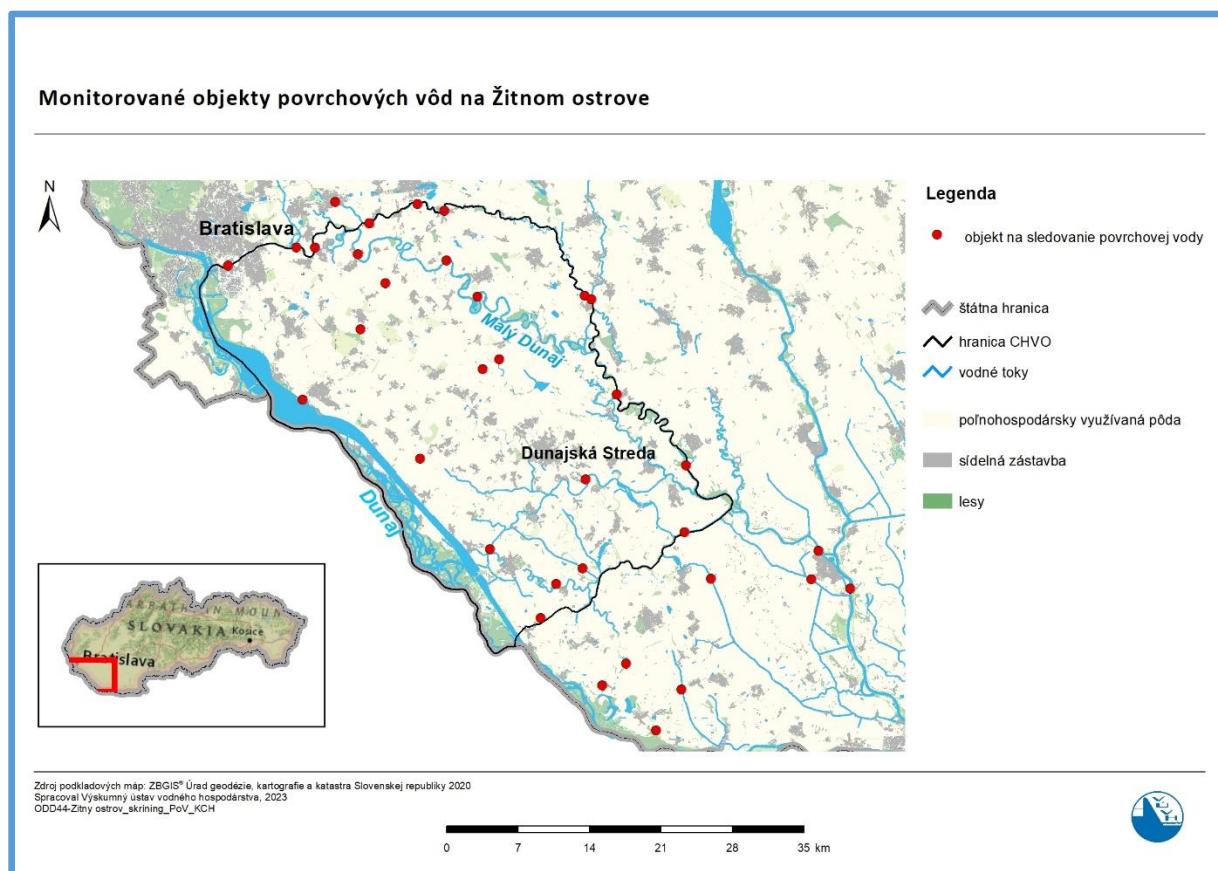 Monitorované objekty povrchových vôd na Žitnom ostrove
N
Bratislava
Malý Dunaj
Dunajská Streda
Dunaj
Legenda
objekt na sledovanie povrchovej vody
štátna hranica
hranica CHVO
vodné toky
poľnohospodársky využívaná pôda
sídelná zástavba
lesy
SLOVAKIA
Košice
Bratislava
Zdroj podkladových máp: ZBGIS® Úrad geodézie, kartografie a katastra Slovenskej republiky 2020
Spracoval Výskumný ústav vodného hospodárstva, 2023
ODD44-Zitny ostrov_skríning_PoV_KCH
0 7 14 21 28 35 km